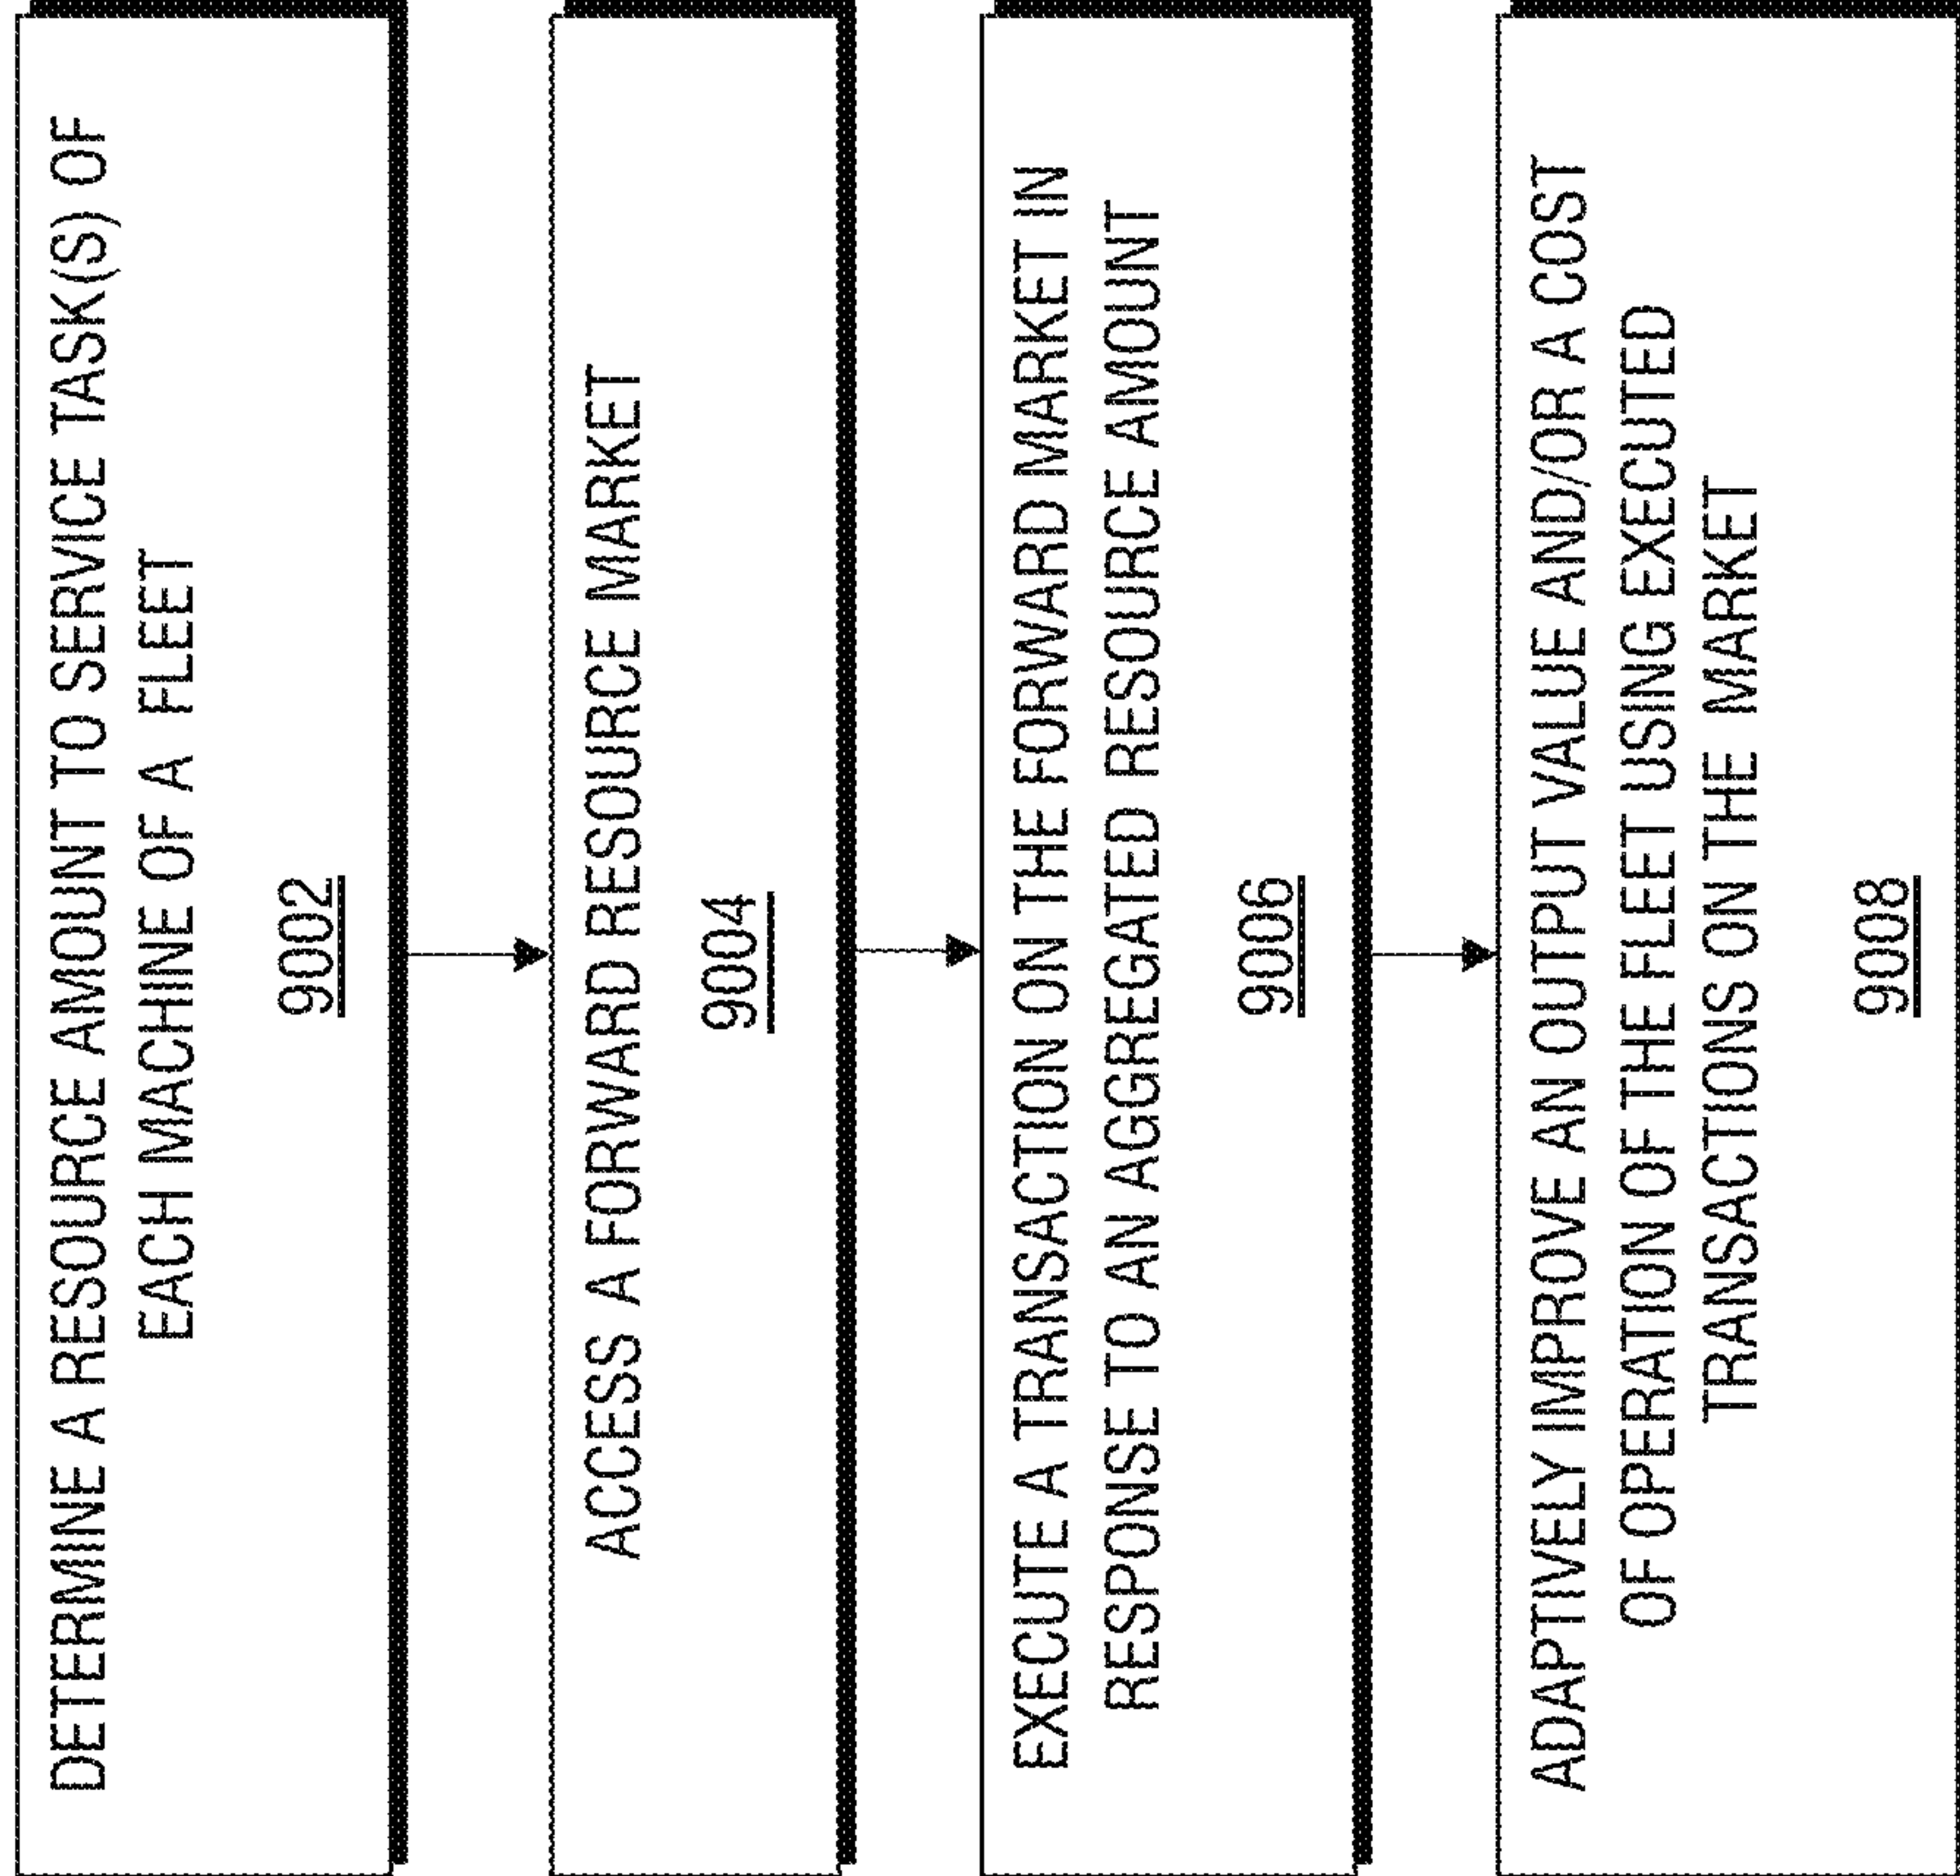 DETERMINE A RESOURCE AMOUNT TO SERVICE TASK(S) OF
EACH MACHINE OF A FLEET
9002
ACCESS A FORWARD RESOURCE MARKET
9004
EXECUTE A TRANSACTION ON THE FORWARD MARKET IN
RESPONSE TO AN AGGREGATED RESOURCE AMOUNT
9006
ADAPTIVELY IMPROVE AN OUTPUT VALUE AND/OR A COST
OF OPERATION OF THE FLEET USING EXECUTED
TRANSACTIONS ON THE MARKET
9008